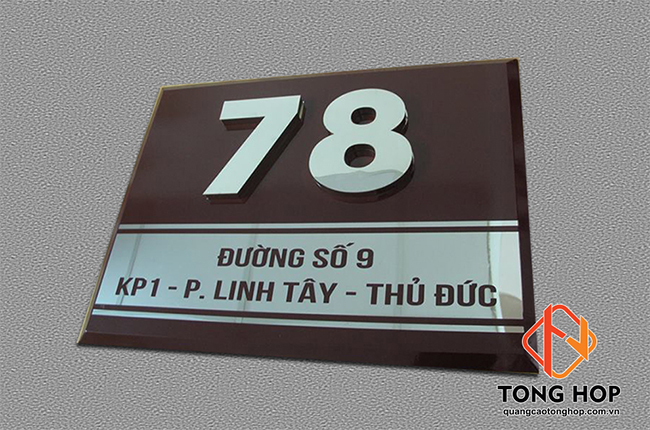 78
ĐƯỜNG SỐ 9
KP1 - P. LINH TÂY - THỦ ĐỨC
TONG HOP
quangcaotonghop.com.vn